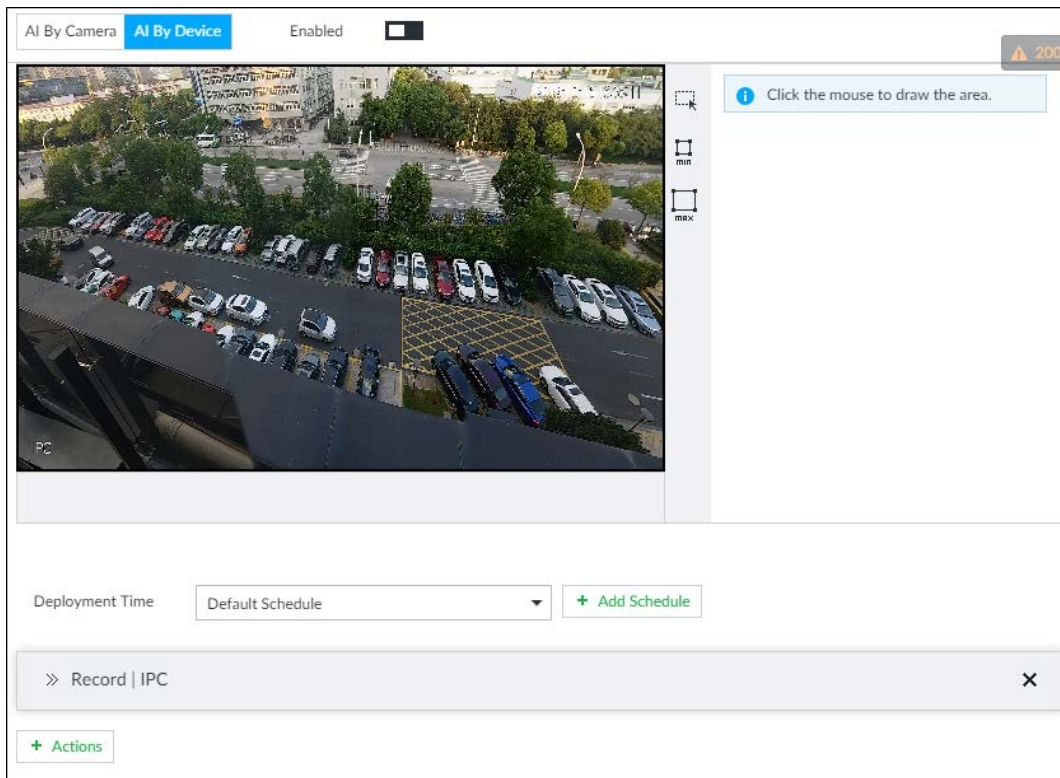 AI By Camera AI By Device Enabled
200
Click the mouse to draw the area.
min
max
PC
Deployment Time Default Schedule + Add Schedule
Record | IPC
+ Actions